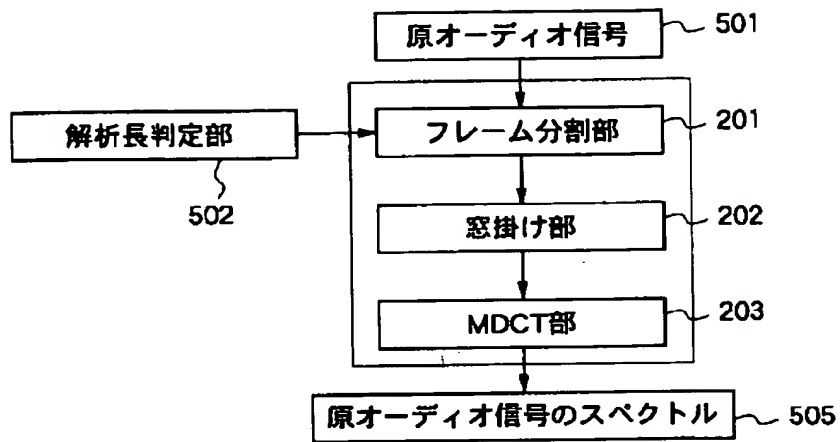 原オーディオ信号
501
解析長判定部
フレーム分割部
201
502
窓掛け部
202
MDCT部
203
原オーディオ信号のスペクトル
505